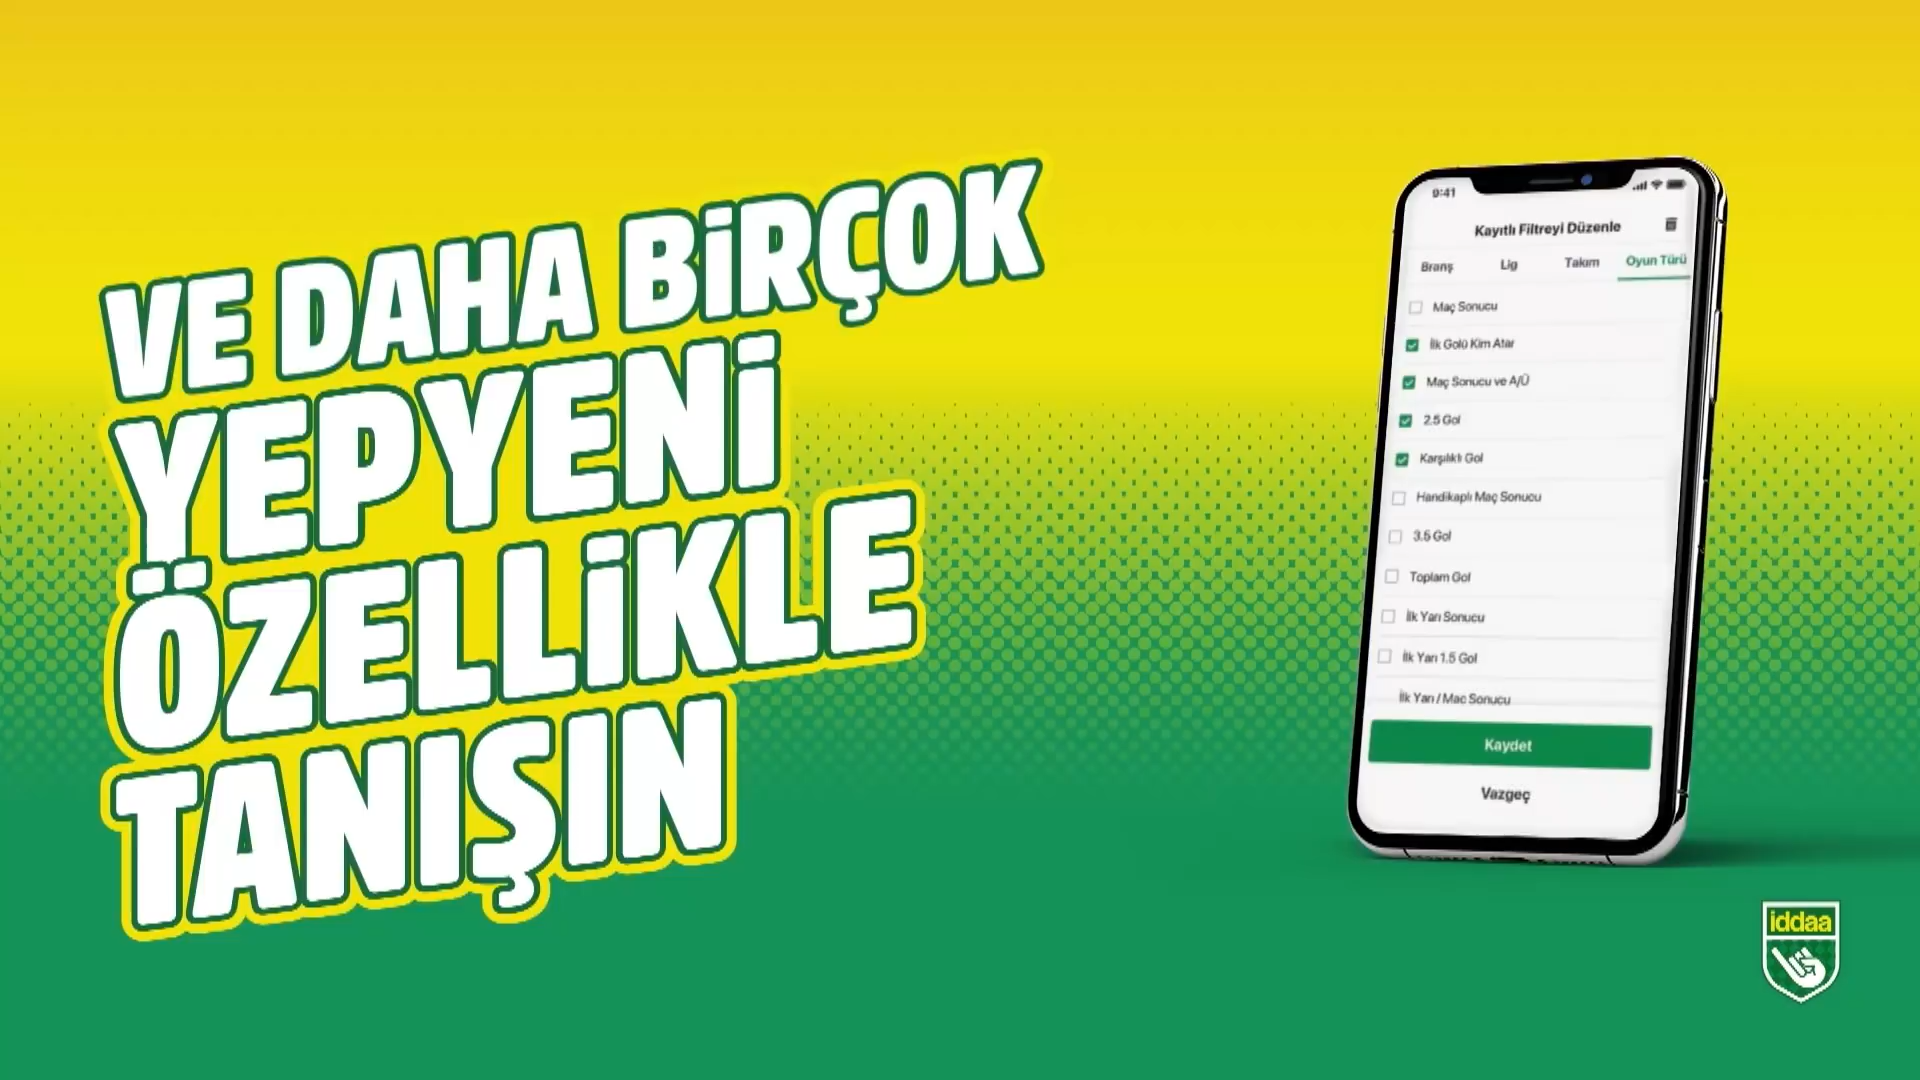 VE DAHA BİRÇOK
YEPYENİ
ÖZELLİKLE
TANIŞIN
9:41
Kayıtlı Filtreyi Düzenle
Branş Lig Takım Oyun Türü
Maç Sonucu
İlk Golü Kim Atar
Maç Sonucu ve A/Ü
2.5 Gol
Karşılıklı Gol
Handikaplı Maç Sonucu
3.5 Gol
Toplam Gol
İlk Yarı Sonucu
İlk Yarı 1.5 Gol
İlk Yarı / Maç Sonucu
Kaydet
Vazgeç
iddaa